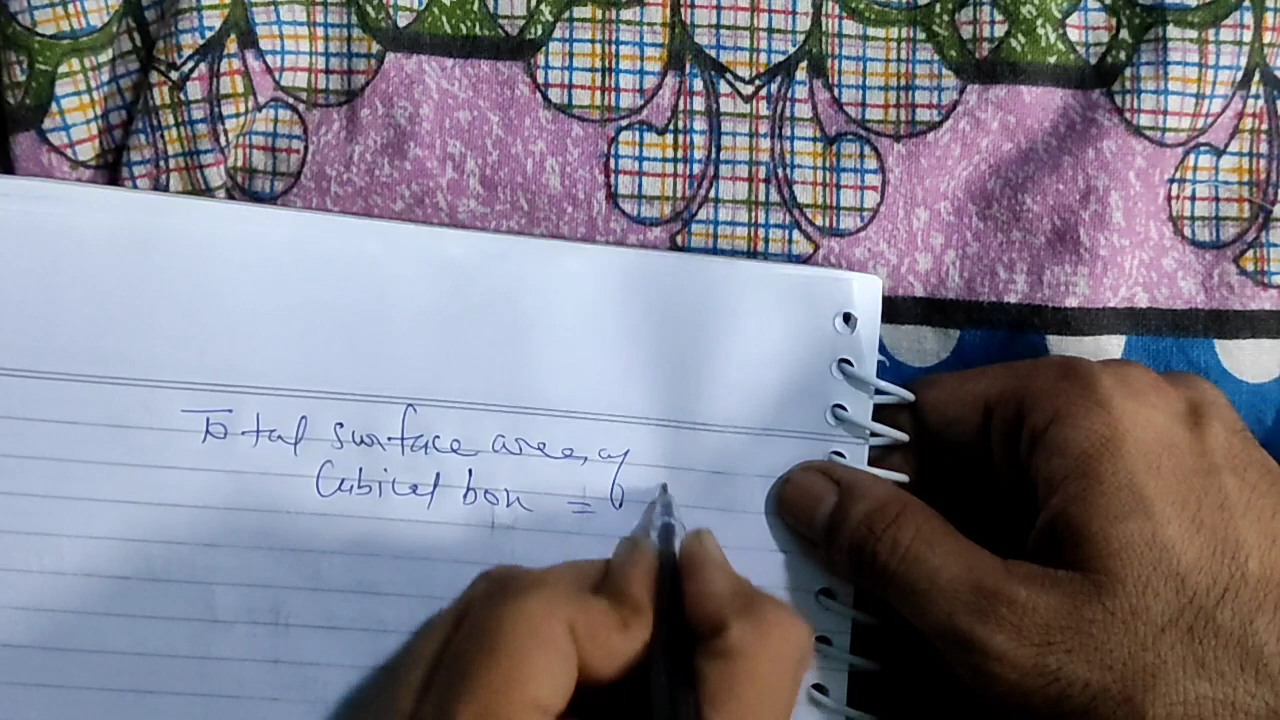 Total surface area of
Cubical box = 6